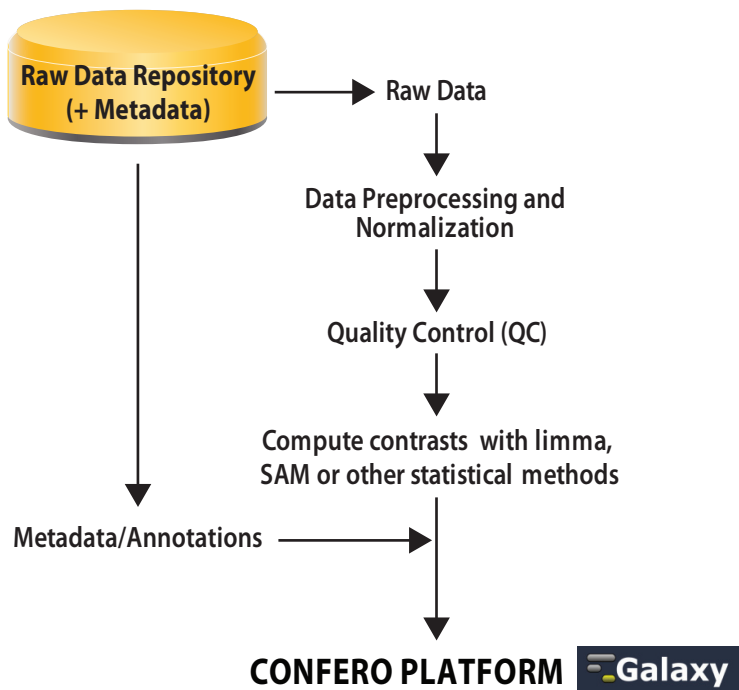 Raw Data Repository
(+ Metadata)
Raw Data
Data Preprocessing and
Normalization
Quality Control (QC)
Compute contrasts with limma,
SAM or other statistical methods
Metadata/Annotations
CONFERO PLATFORM
Galaxy